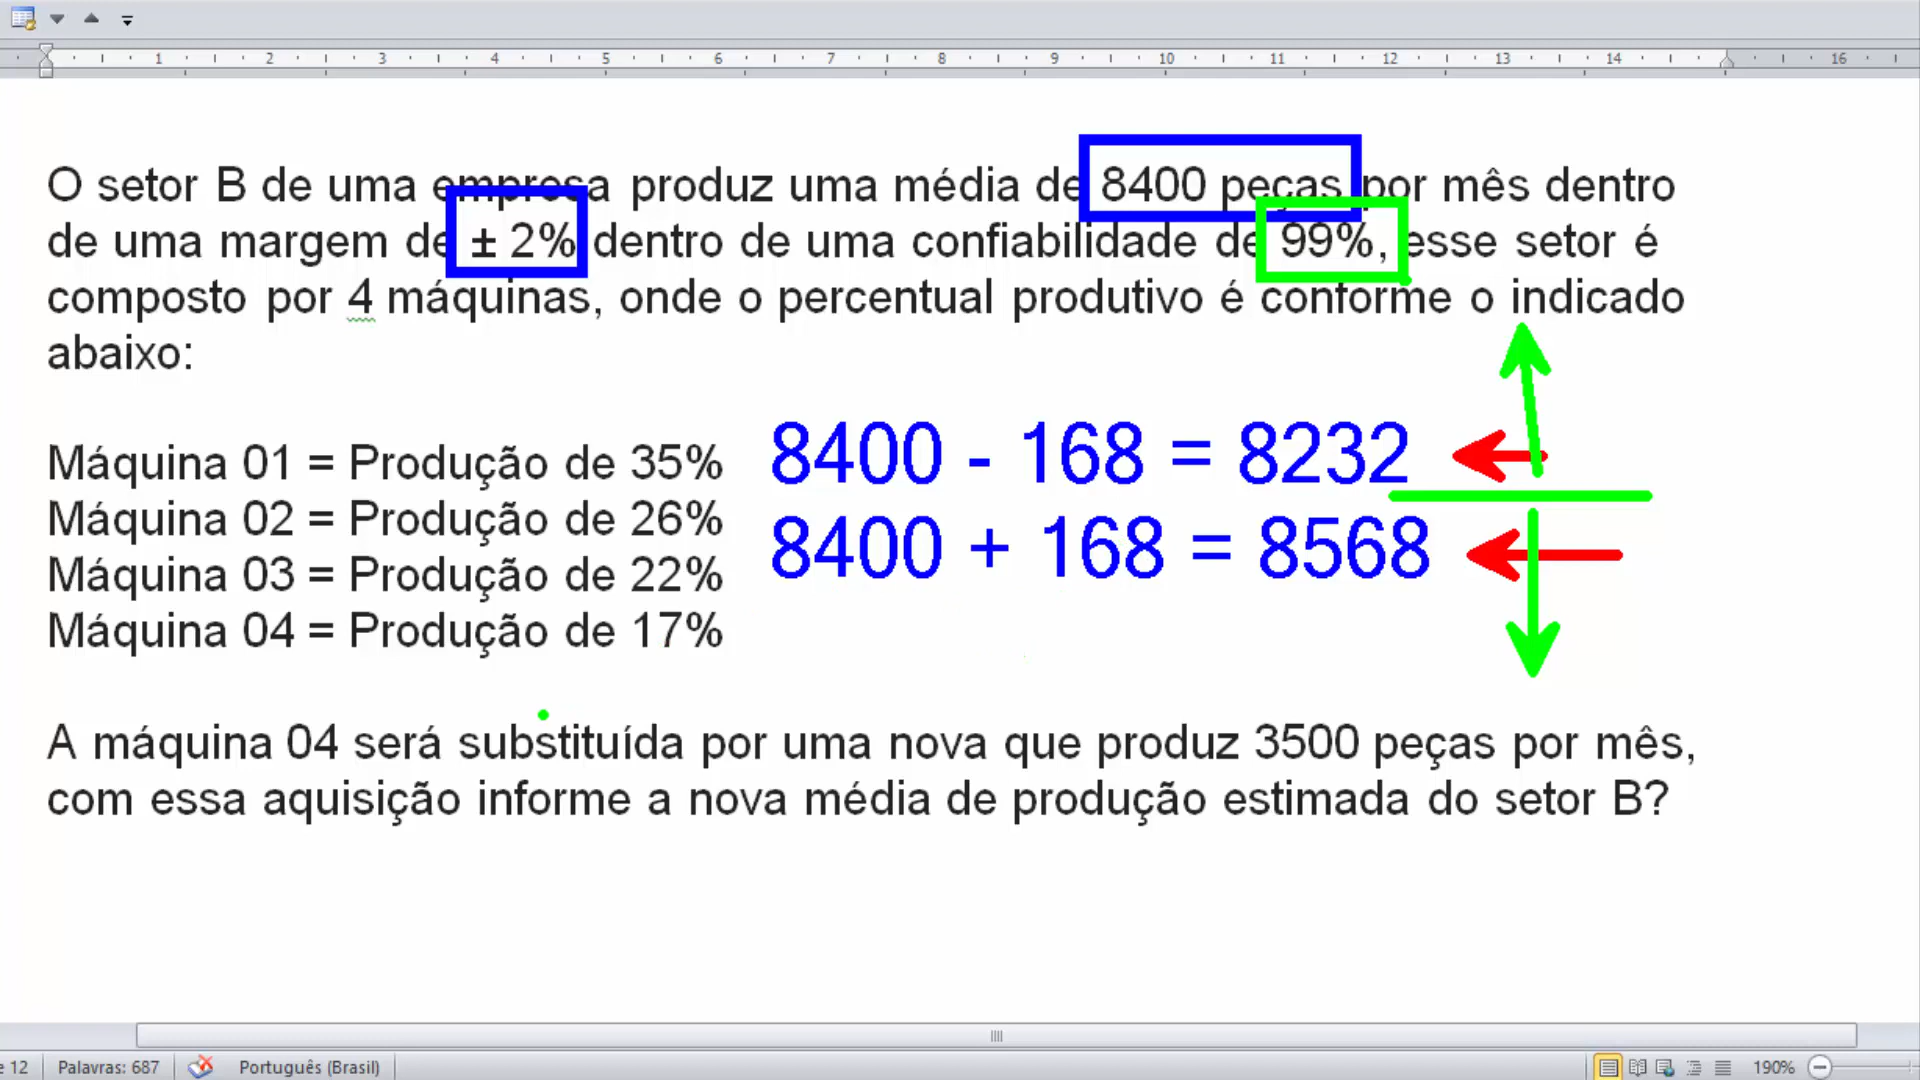 1 2 3 4 5 6 7 8 9 10 11 12 13 14 16
O setor B de uma empresa produz uma média de 8400 peças por mês dentro
de uma margem de ± 2% dentro de uma confiabilidade de 99%, esse setor é
composto por 4 máquinas, onde o percentual produtivo é conforme o indicado
abaixo:
Máquina 01 = Produção de 35%
Máquina 02 = Produção de 26%
Máquina 03 = Produção de 22%
Máquina 04 = Produção de 17%
8400 - 168 = 8232
8400 + 168 = 8568
A máquina 04 será substituída por uma nova que produz 3500 peças por mês,
com essa aquisição informe a nova média de produção estimada do setor B?
e 12 Palavras: 687 Português (Brasil) 190%